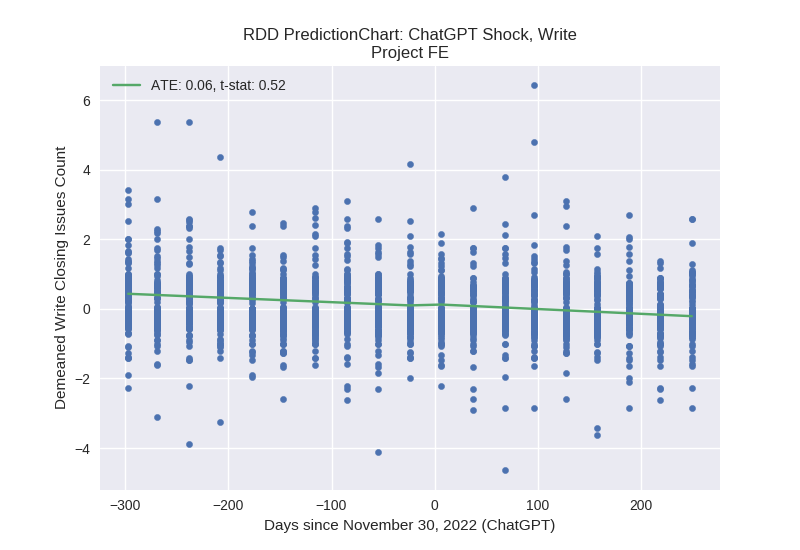 RDD PredictionChart: ChatGPT Shock, Write
Project FE
ATE: 0.06, t-stat: 0.52
Demeaned Write Closing Issues Count
6
4
2
0
−2
−4
−300
−200
−100
0
100
200
Days since November 30, 2022 (ChatGPT)